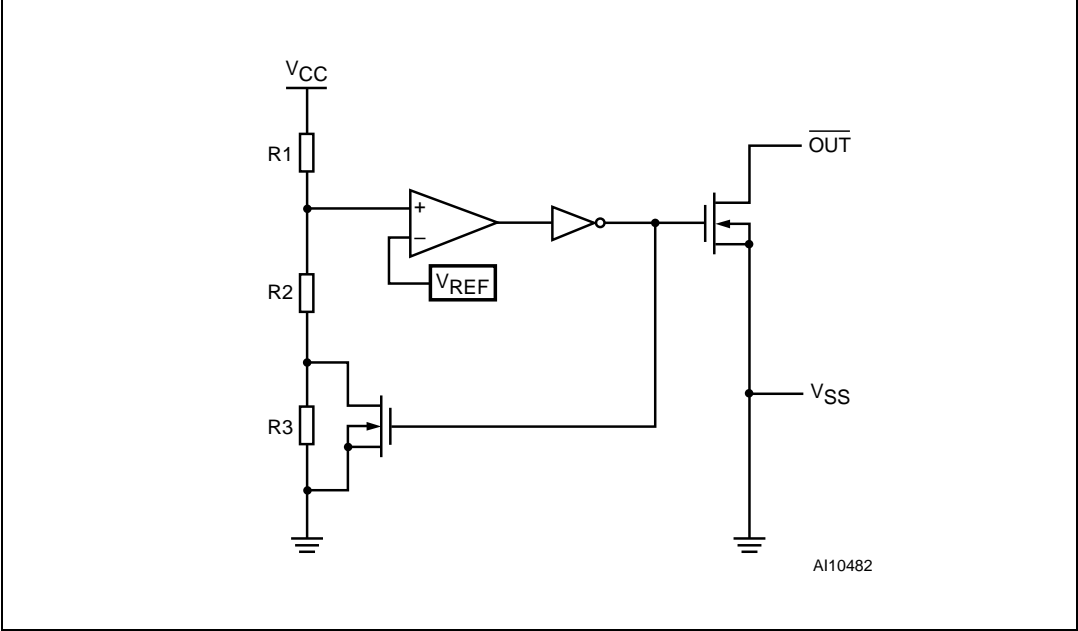 VCC
R1
OUT
+
–
VREF
R2
R3
VSS
AI10482